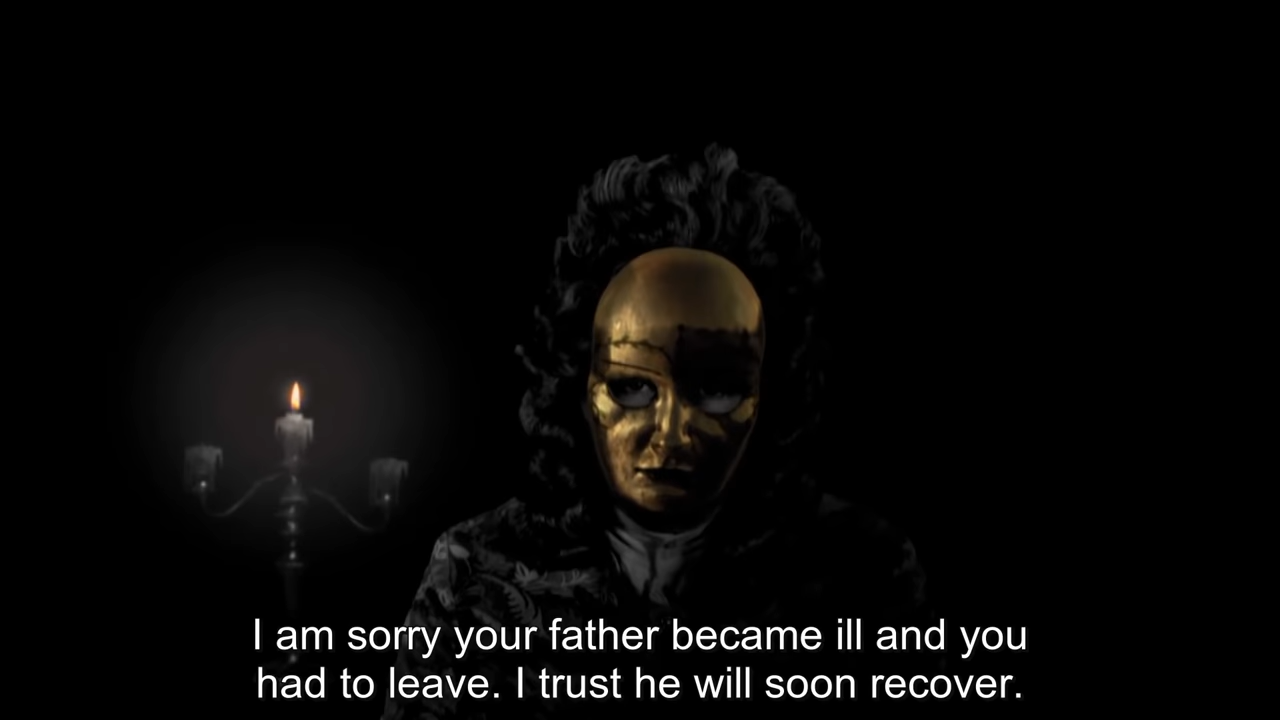 I am sorry your father became ill and you
had to leave. I trust he will soon recover.